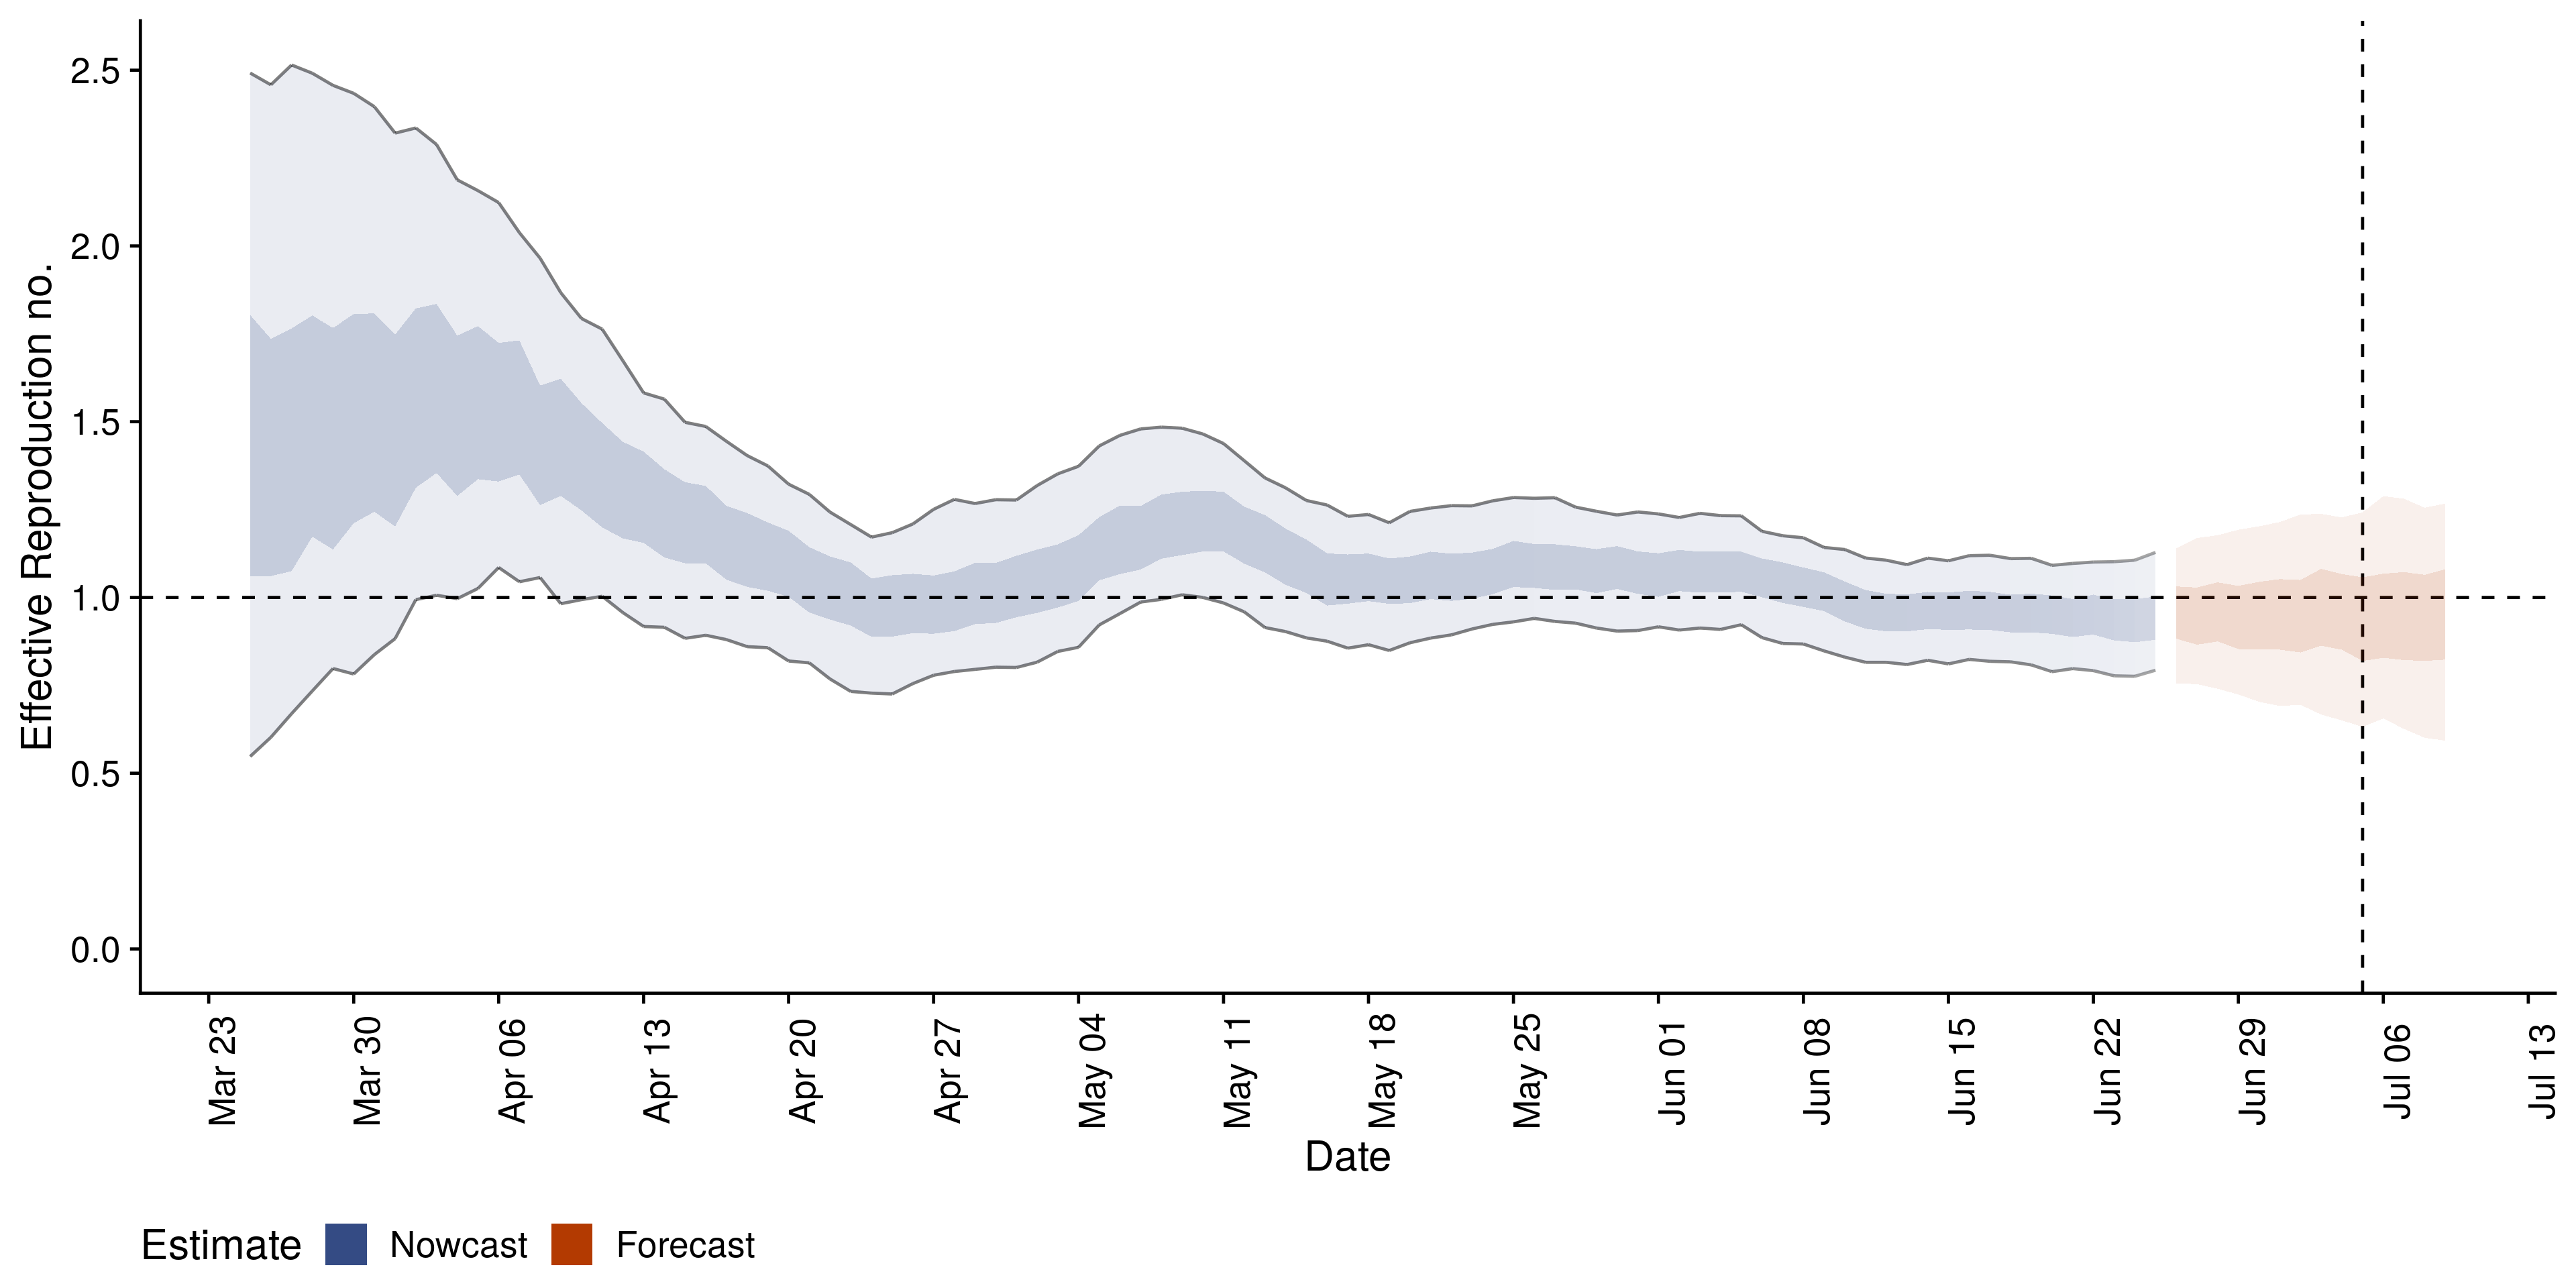 Effective Reproduction no.
2.5
2.0
1.5
1.0
0.5
0.0
Mar 23
Mar 30
Apr 06
Apr 13
Apr 20
Apr 27
May 04
May 11
May 18
May 25
Jun 01
Jun 08
Jun 15
Jun 22
Jun 29
Jul 06
Jul 13
Date
Estimate Nowcast Forecast